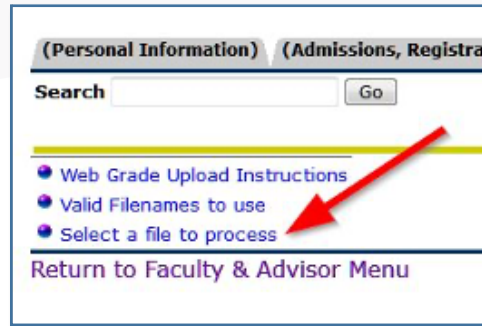 (Personal Information) (Admissions, Registra
Search Go
Web Grade Upload Instructions
Valid Filenames to use
Select a file to process
Return to Faculty & Advisor Menu